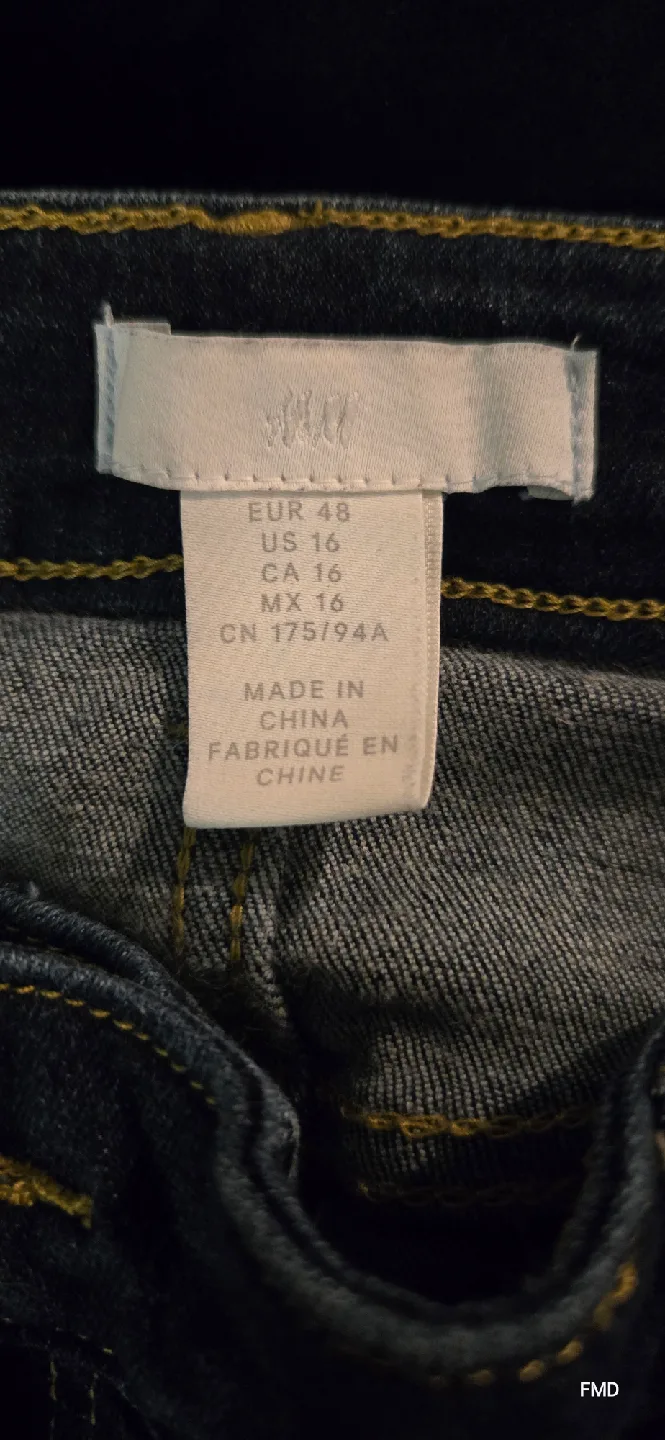 EUR 48
US 16
CA 16
MX 16
CN 175/94A
MADE IN
CHINA
FABRIQUÉ EN
CHINE
FMD